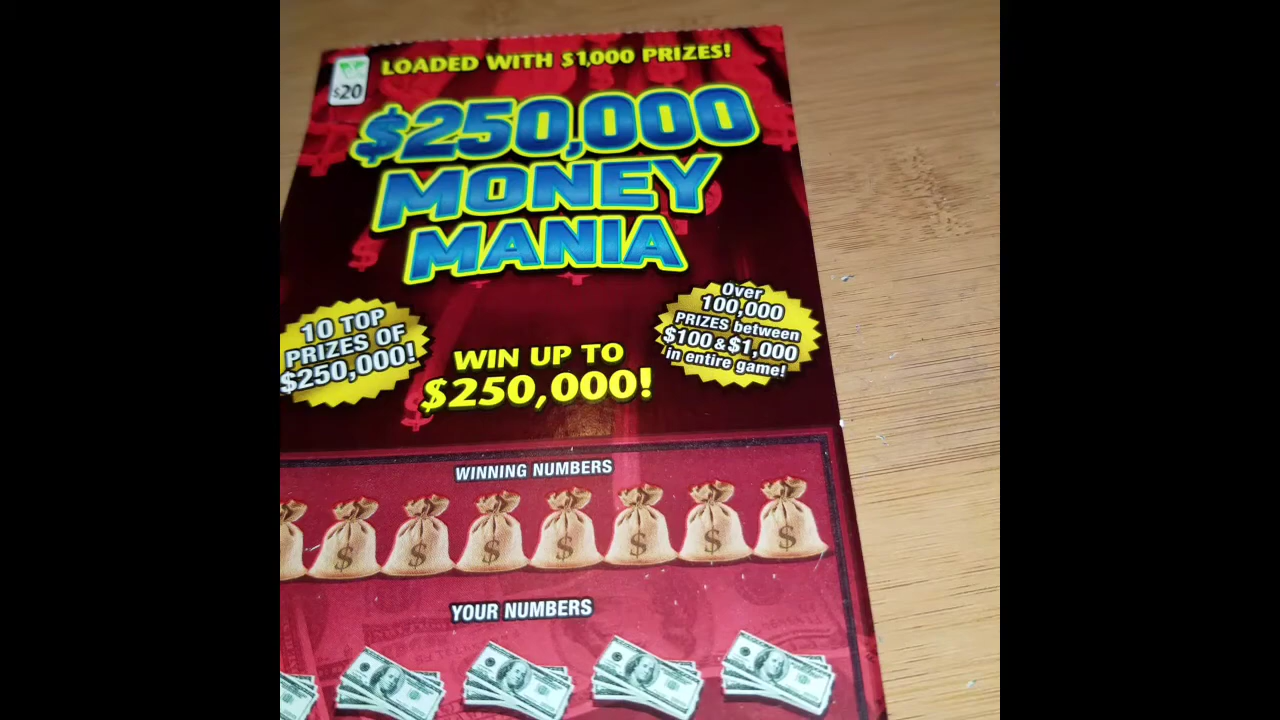 LOADED WITH $1,000 PRIZES!
$20
$250,000
MONEY
MANIA
10 TOP
PRIZES OF
$250,000!
WIN UP TO
$250,000!
Over
100,000
PRIZES between
$100 & $1,000
in entire game!
WINNING NUMBERS
$ $ $ $ $ $ $
YOUR NUMBERS